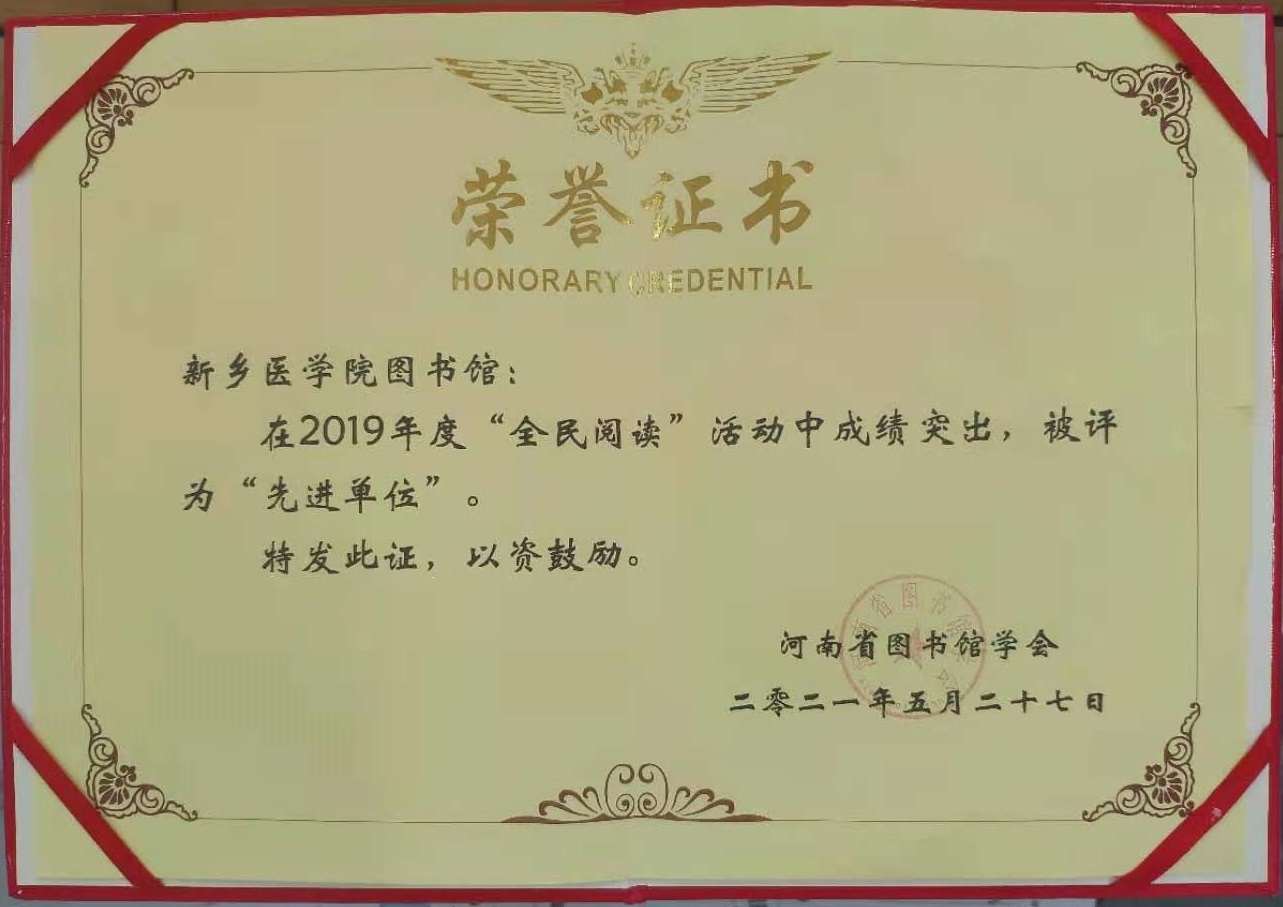 荣誉证书
HONORARY CREDENTIAL
新乡医学院图书馆：
在2019年度“全民阅读”活动中成绩突出，被评
为“先进单位”。
特发此证，以资鼓励。
河南省图书馆学会
二零二一年五月二十七日